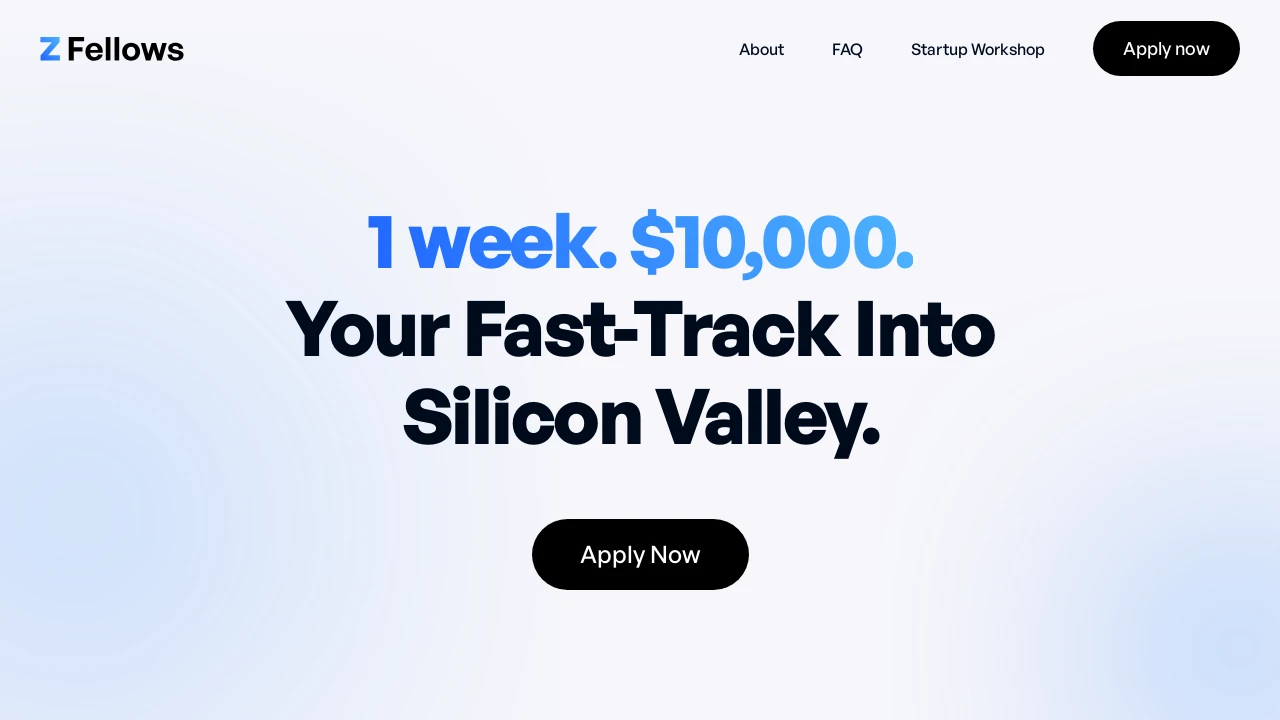 Z Fellows
About
FAQ
Startup Workshop
Apply now
1 week. $10,000.
Your Fast-Track Into
Silicon Valley.
Apply Now